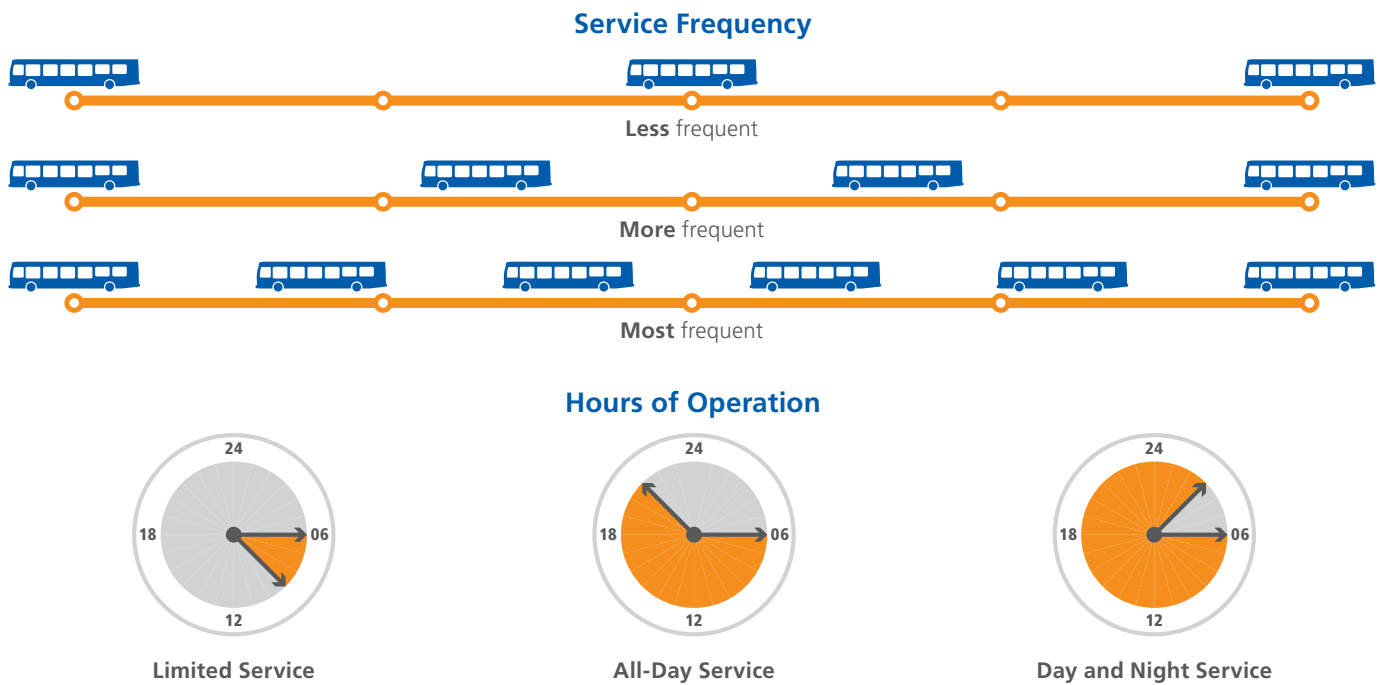 Service Frequency
Less frequent
More frequent
Most frequent
Hours of Operation
24
18
06
12
Limited Service
24
18
06
12
All-Day Service
24
18
06
12
Day and Night Service